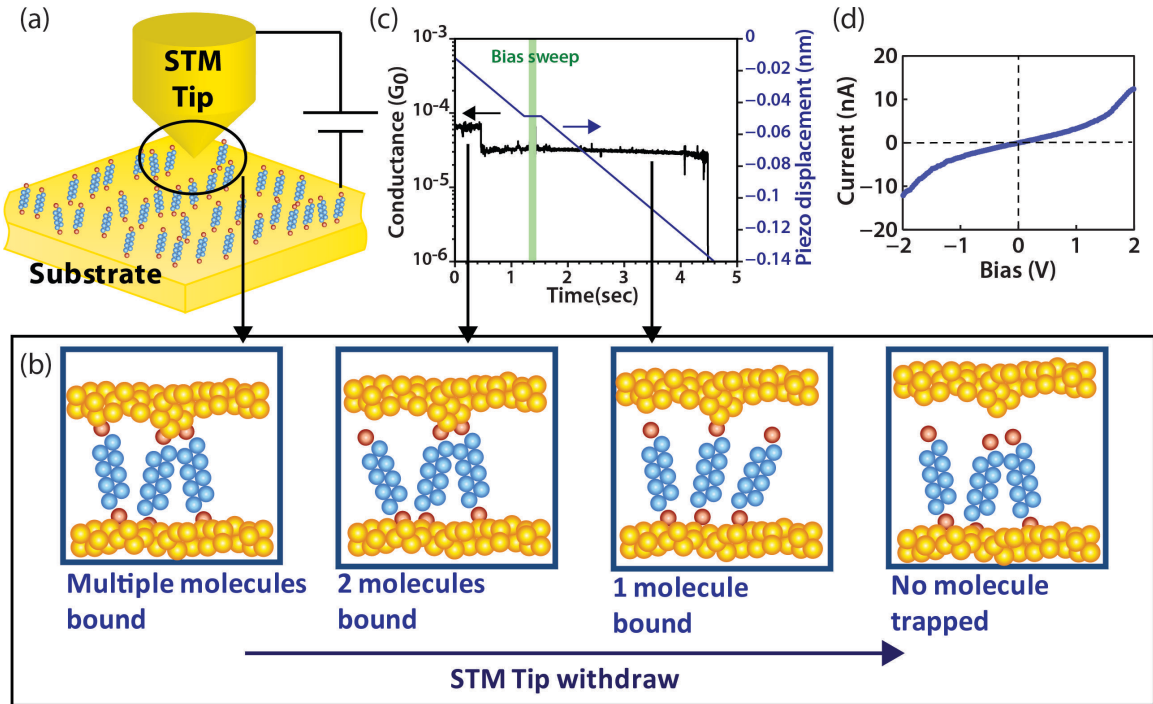 (a)
STM
Tip
Substrate
(c)
10⁻³
10⁻⁴
10⁻⁵
10⁻⁶
Conductance (G₀)
Bias sweep
0
−0.02
−0.04
−0.06
−0.08
−0.1
−0.12
−0.14
Piezo displacement (nm)
0 1 2 3 4 5
Time(sec)
(d)
20
10
0
−10
−20
Current (nA)
−2 −1 0 1 2
Bias (V)
(b)
Multiple molecules
bound
2 molecules
bound
1 molecule
bound
No molecule
trapped
STM Tip withdraw